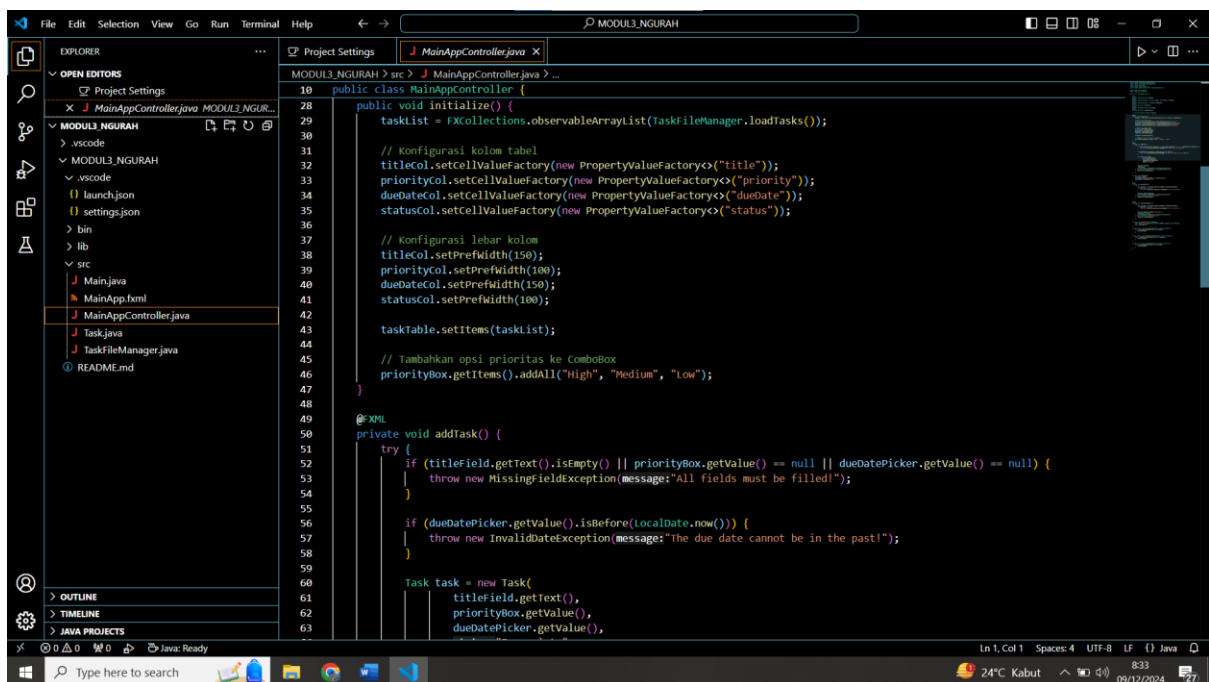 File Edit Selection View Go Run Terminal Help
MODUL3_NGURAH
EXPLORER
Project Settings
MainAppController.java
OPEN EDITORS
Project Settings
MainAppController.java MODUL3_NGUR...
MODUL3_NGURAH
.vscode
MODUL3_NGURAH
.vscode
{} launch.json
{} settings.json
bin
lib
src
Main.java
MainApp.fxml
MainAppController.java
Task.java
TaskFileManager.java
README.md
OUTLINE
TIMELINE
JAVA PROJECTS
MODUL3_NGURAH > src > J MainAppController.java > ...
10 public class MainAppController {
28 public void initialize() {
29 taskList = FXCollections.observableArrayList(TaskFileManager.loadTasks());
30
31 // Konfigurasi kolom tabel
32 titleCol.setCellValueFactory(new PropertyValueFactory<>("title"));
33 priorityCol.setCellValueFactory(new PropertyValueFactory<>("priority"));
34 dueDateCol.setCellValueFactory(new PropertyValueFactory<>("dueDate"));
35 statusCol.setCellValueFactory(new PropertyValueFactory<>("status"));
36
37 // Konfigurasi lebar kolom
38 titleCol.setPrefWidth(150);
39 priorityCol.setPrefWidth(100);
40 dueDateCol.setPrefWidth(150);
41 statusCol.setPrefWidth(100);
42
43 taskTable.setItems(taskList);
44
45 // Tambahkan opsi prioritas ke ComboBox
46 priorityBox.getItems().addAll("High", "Medium", "Low");
47 }
48
49 @FXML
50 private void addTask() {
51 try {
52 if (titleField.getText().isEmpty() || priorityBox.getValue() == null || dueDatePicker.getValue() == null) {
53 throw new MissingFieldException(message:"All fields must be filled!");
54 }
55
56 if (dueDatePicker.getValue().isBefore(LocalDate.now())) {
57 throw new InvalidDateException(message:"The due date cannot be in the past!");
58 }
59
60 Task task = new Task(
61 titleField.getText(),
62 priorityBox.getValue(),
63 dueDatePicker.getValue(),
0 0 0 Java: Ready
Ln 1, Col 1 Spaces: 4 UTF-8 LF {} Java
Type here to search
24°C Kabut
8:33
09/12/2024
27